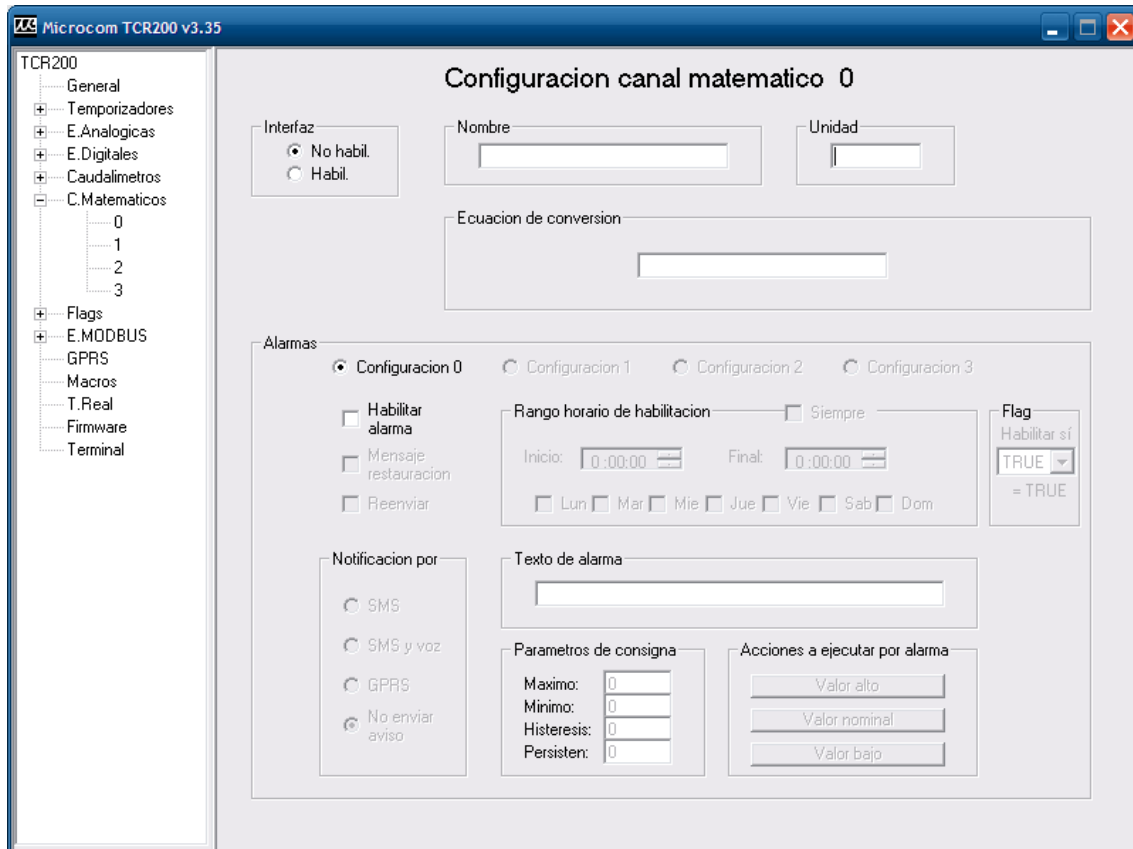 Microcom TCR200 v3.35
TCR200
General
Temporizadores
E.Analogicas
E.Digitales
Caudalimetros
C.Matematicos
0
1
2
3
Flags
E.MODBUS
GPRS
Macros
T.Real
Firmware
Terminal
Configuracion canal matematico 0
Interfaz
No habil.
Habil.
Nombre
Unidad
Ecuacion de conversion
Alarmas
Configuracion 0 Configuracion 1 Configuracion 2 Configuracion 3
Habilitar
alarma
Mensaje
restauracion
Reenviar
Rango horario de habilitacion Siempre
Inicio: 0:00:00 Final: 0:00:00
Lun Mar Mie Jue Vie Sab Dom
Flag
Habilitar sí
TRUE
= TRUE
Notificacion por
SMS
SMS y voz
GPRS
No enviar
aviso
Texto de alarma
Parametros de consigna
Maximo: 0
Minimo: 0
Histeresis: 0
Persisten: 0
Acciones a ejecutar por alarma
Valor alto
Valor nominal
Valor bajo